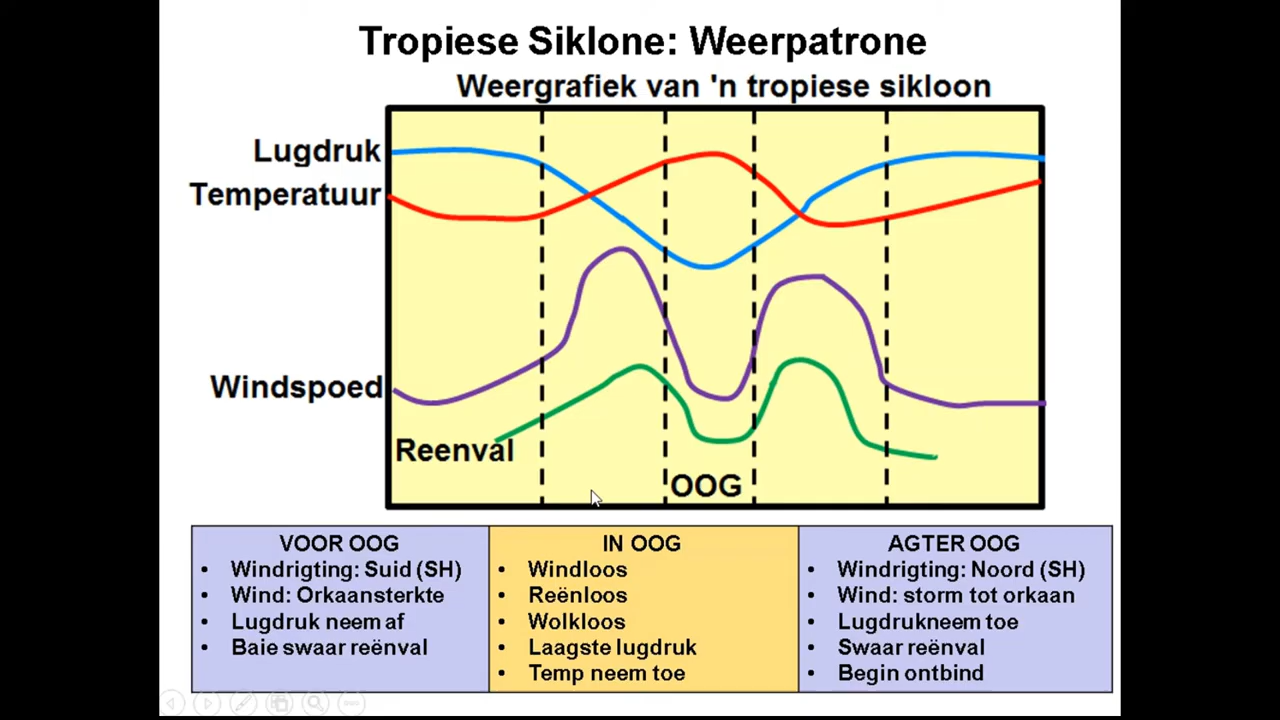 Tropiese Siklone: Weerpatrone
Weergrafiek van 'n tropiese sikloon
Lugdruk
Temperatuur
Windspoed
Reenval
OOG
VOOR OOG
• Windrigting: Suid (SH)
• Wind: Orkaansterkte
• Lugdruk neem af
• Baie swaar reënval
IN OOG
• Windloos
• Reënloos
• Wolkloos
• Laagste lugdruk
• Temp neem toe
AGTER OOG
• Windrigting: Noord (SH)
• Wind: storm tot orkaan
• Lugdrukneem toe
• Swaar reënval
• Begin ontbind